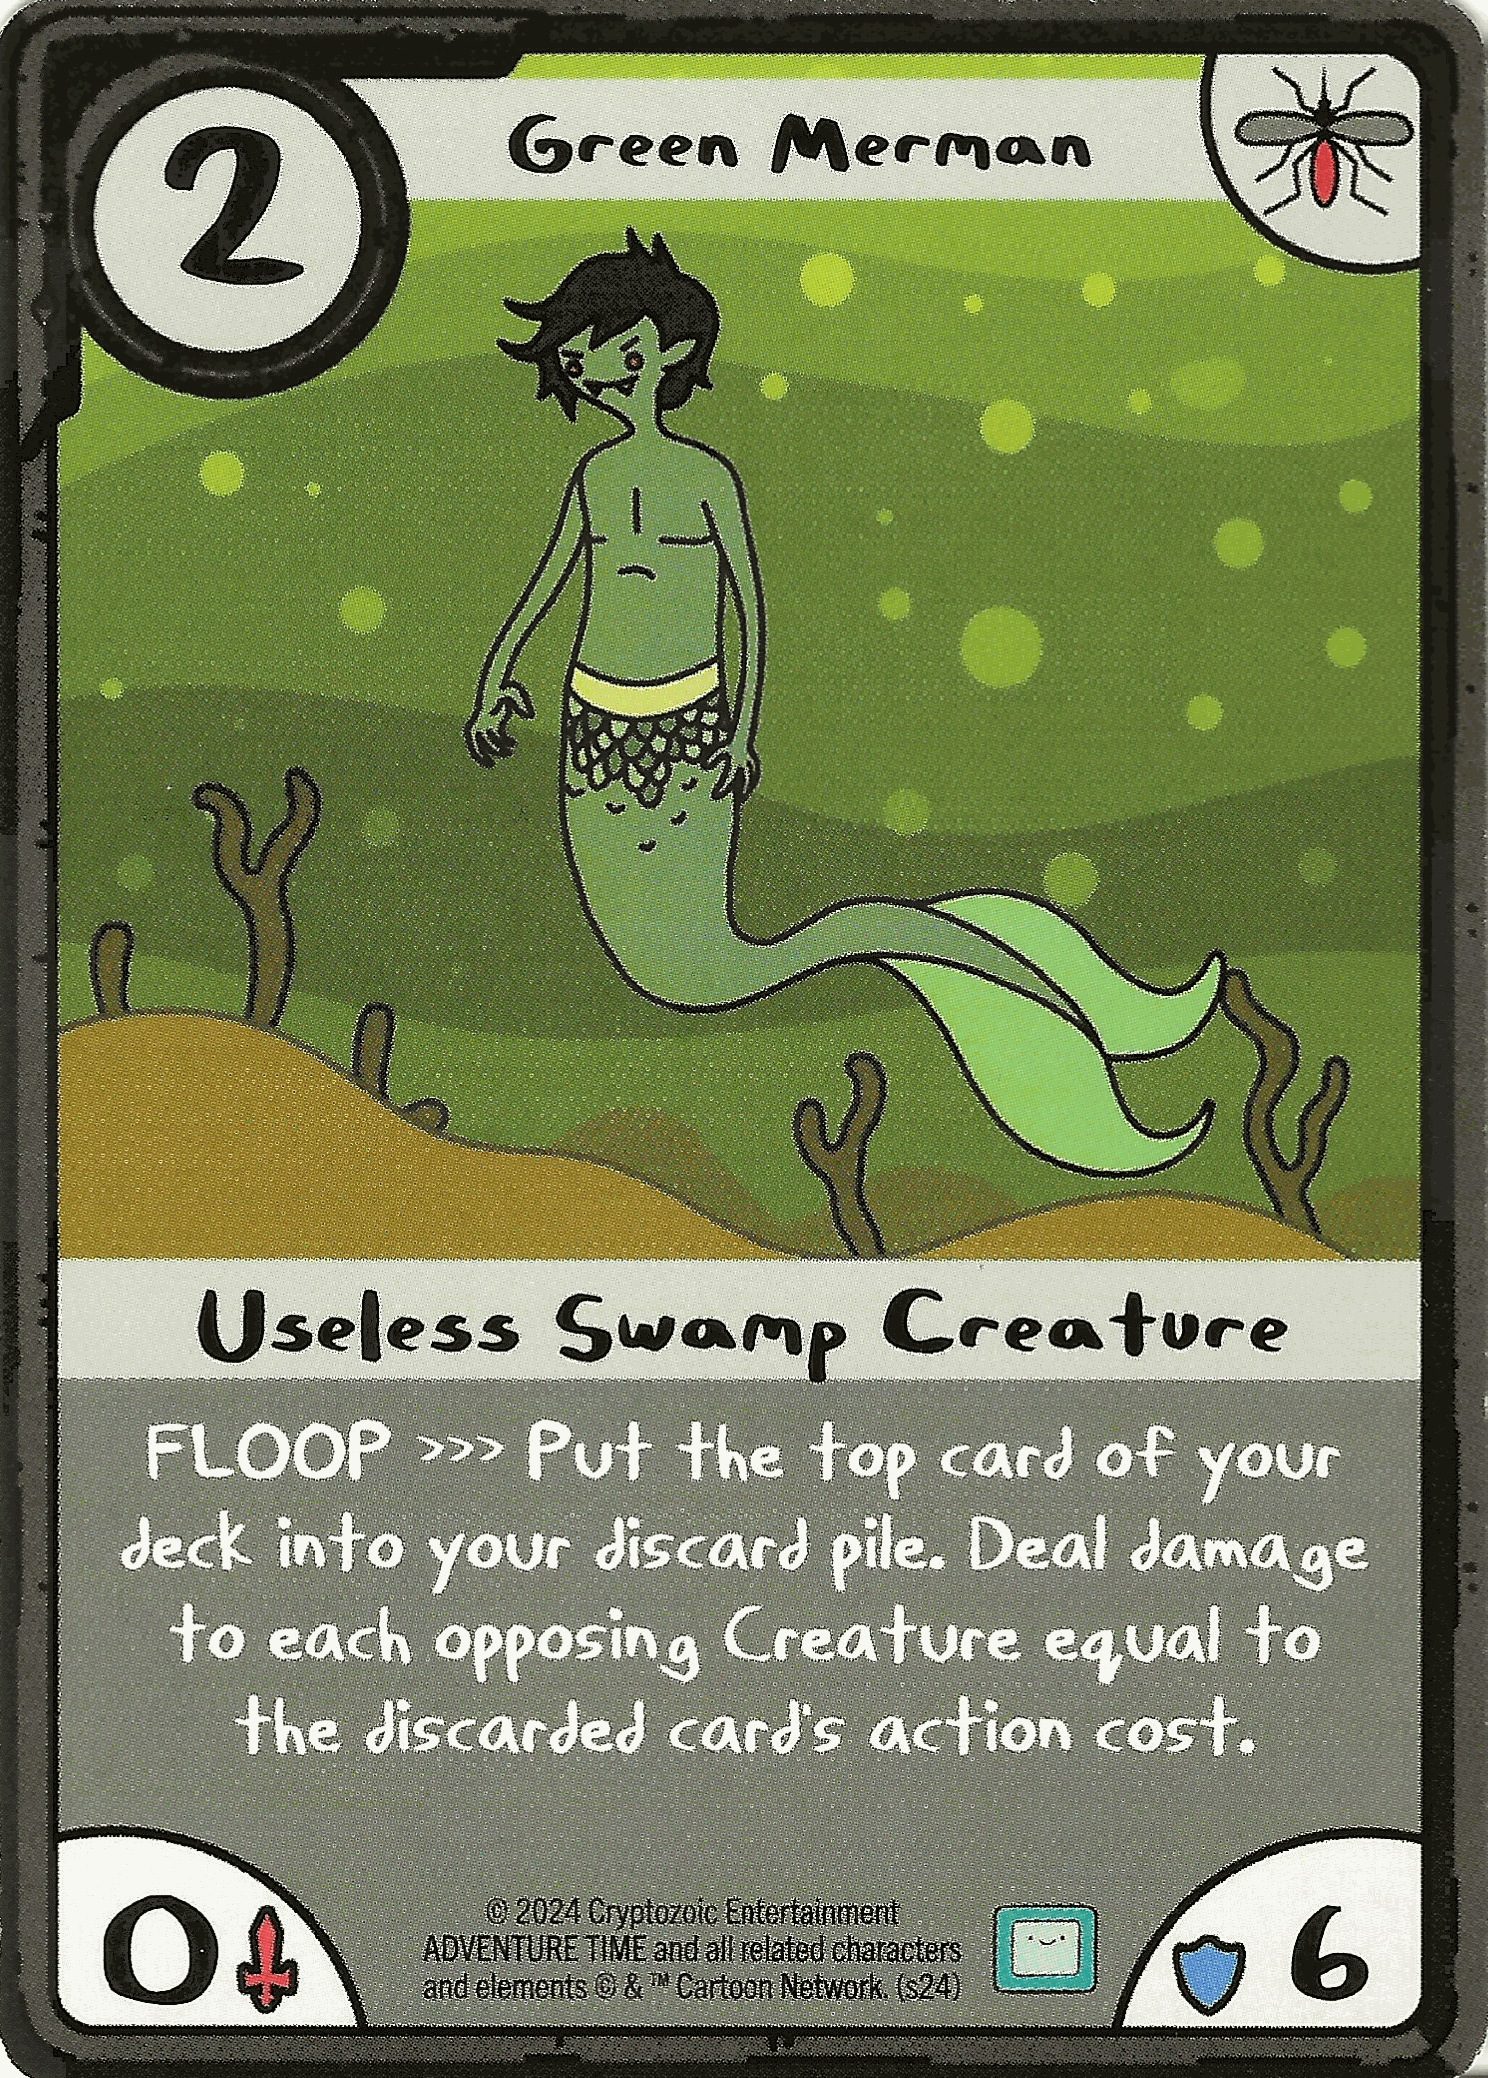 2
Green Merman
Useless Swamp Creature
FLOOP >>> Put the top card of your
deck into your discard pile. Deal damage
to each opposing Creature equal to
the discarded card's action cost.
0
© 2024 Cryptozoic Entertainment
ADVENTURE TIME and all related characters
and elements © & ™ Cartoon Network. (s24)
6